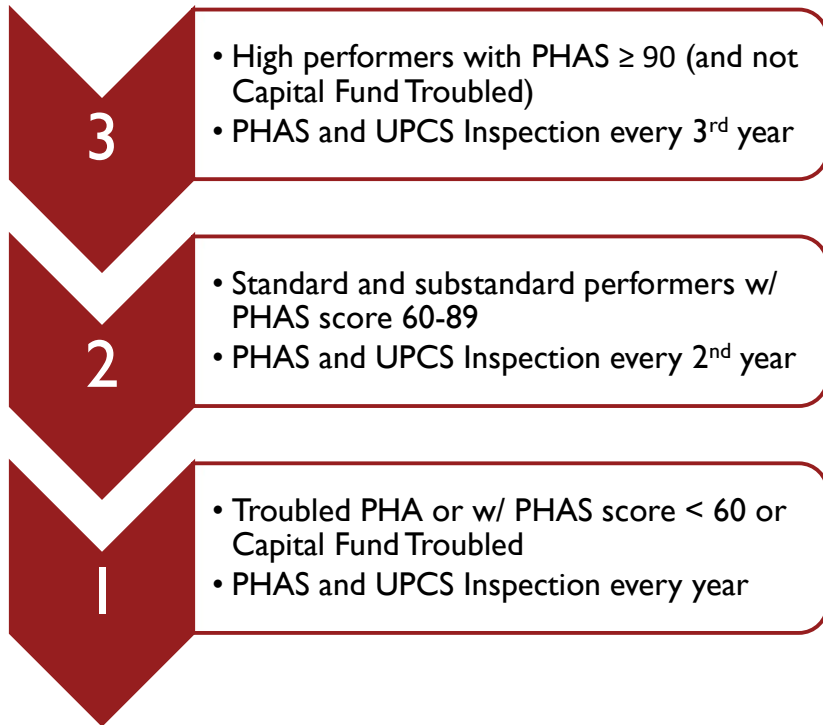 3
• High performers with PHAS ≥ 90 (and not
Capital Fund Troubled)
• PHAS and UPCS Inspection every 3rd year
2
• Standard and substandard performers w/
PHAS score 60-89
• PHAS and UPCS Inspection every 2nd year
1
• Troubled PHA or w/ PHAS score < 60 or
Capital Fund Troubled
• PHAS and UPCS Inspection every year